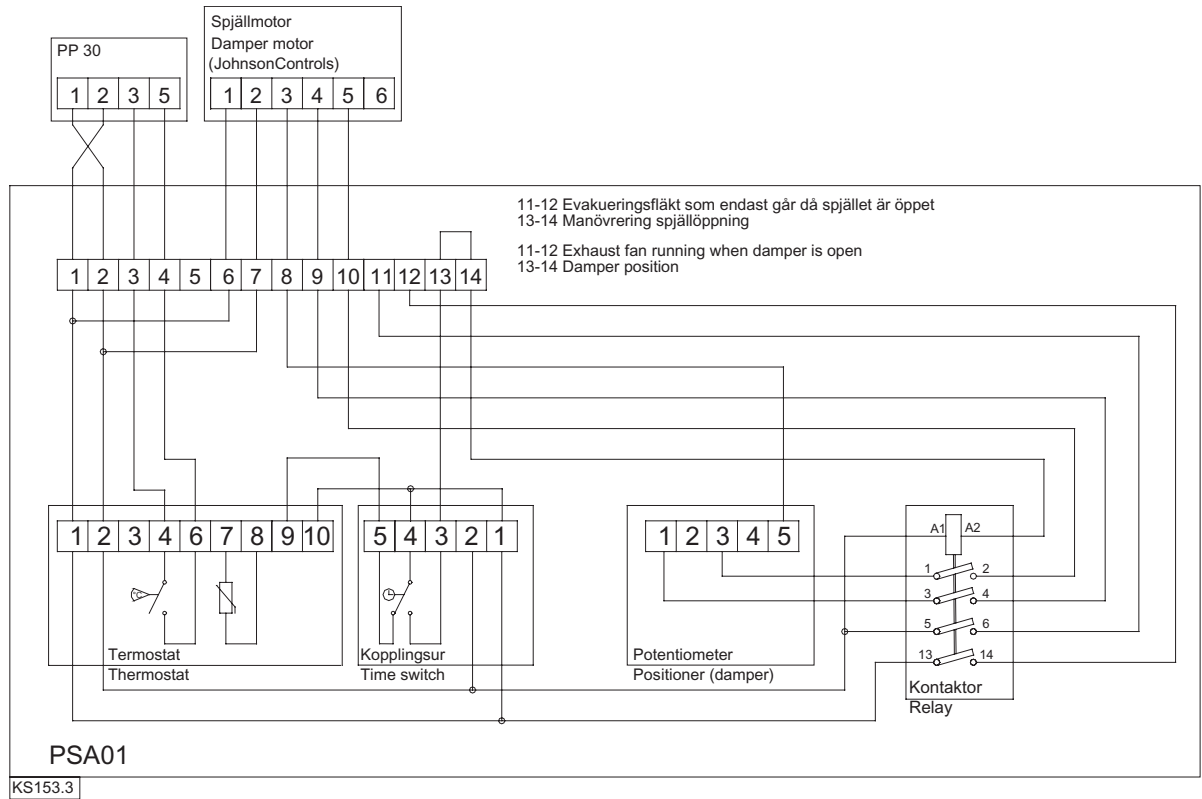 Spjällmotor
Damper motor
(JohnsonControls)
PP 30
1 2 3 5
1 2 3 4 5 6
11-12 Evakueringsfläkt som endast går då spjället är öppet
13-14 Manövrering spjällöppning
11-12 Exhaust fan running when damper is open
13-14 Damper position
1 2 3 4 5 6 7 8 9 10 11 12 13 14
1 2 3 4 6 7 8 9 10
°C
Termostat
Thermostat
5 4 3 2 1
Kopplingsur
Time switch
1 2 3 4 5
Potentiometer
Positioner (damper)
A1 A2
1 2
3 4
5 6
13 14
Kontaktor
Relay
PSA01
KS153.3